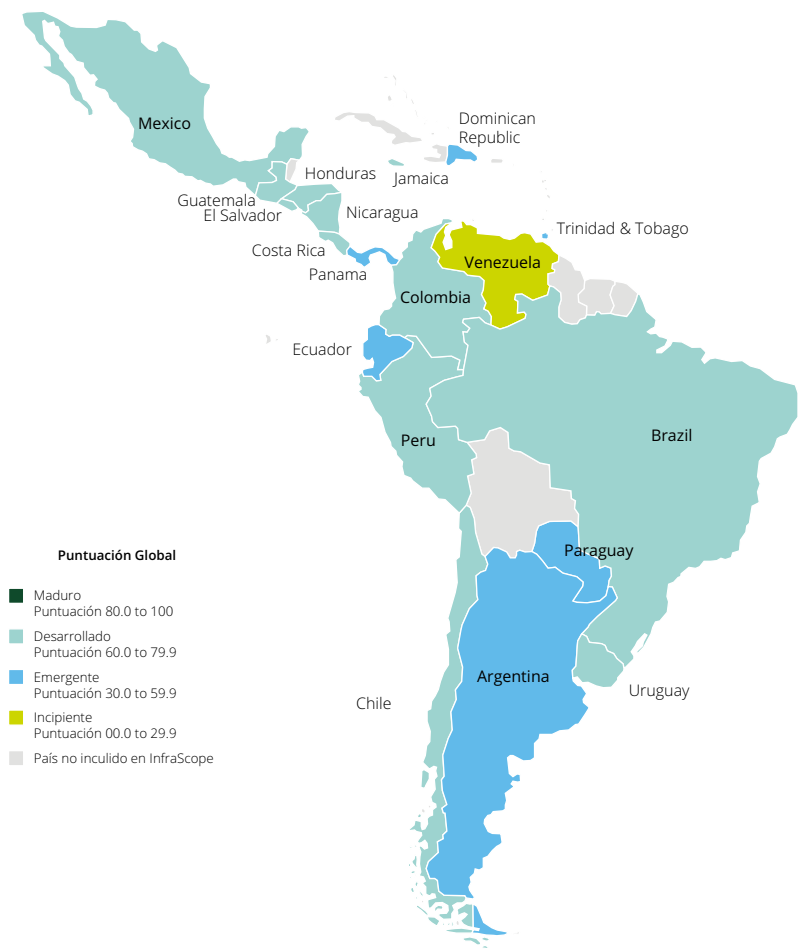 Mexico
Dominican
Republic
Honduras
Jamaica
Guatemala
El Salvador
Nicaragua
Trinidad & Tobago
Costa Rica
Venezuela
Panama
Colombia
Ecuador
Peru
Brazil
Paraguay
Argentina
Uruguay
Chile
Puntuación Global
Maduro
Puntuación 80.0 to 100
Desarrollado
Puntuación 60.0 to 79.9
Emergente
Puntuación 30.0 to 59.9
Incipiente
Puntuación 00.0 to 29.9
País no inculido en InfraScope